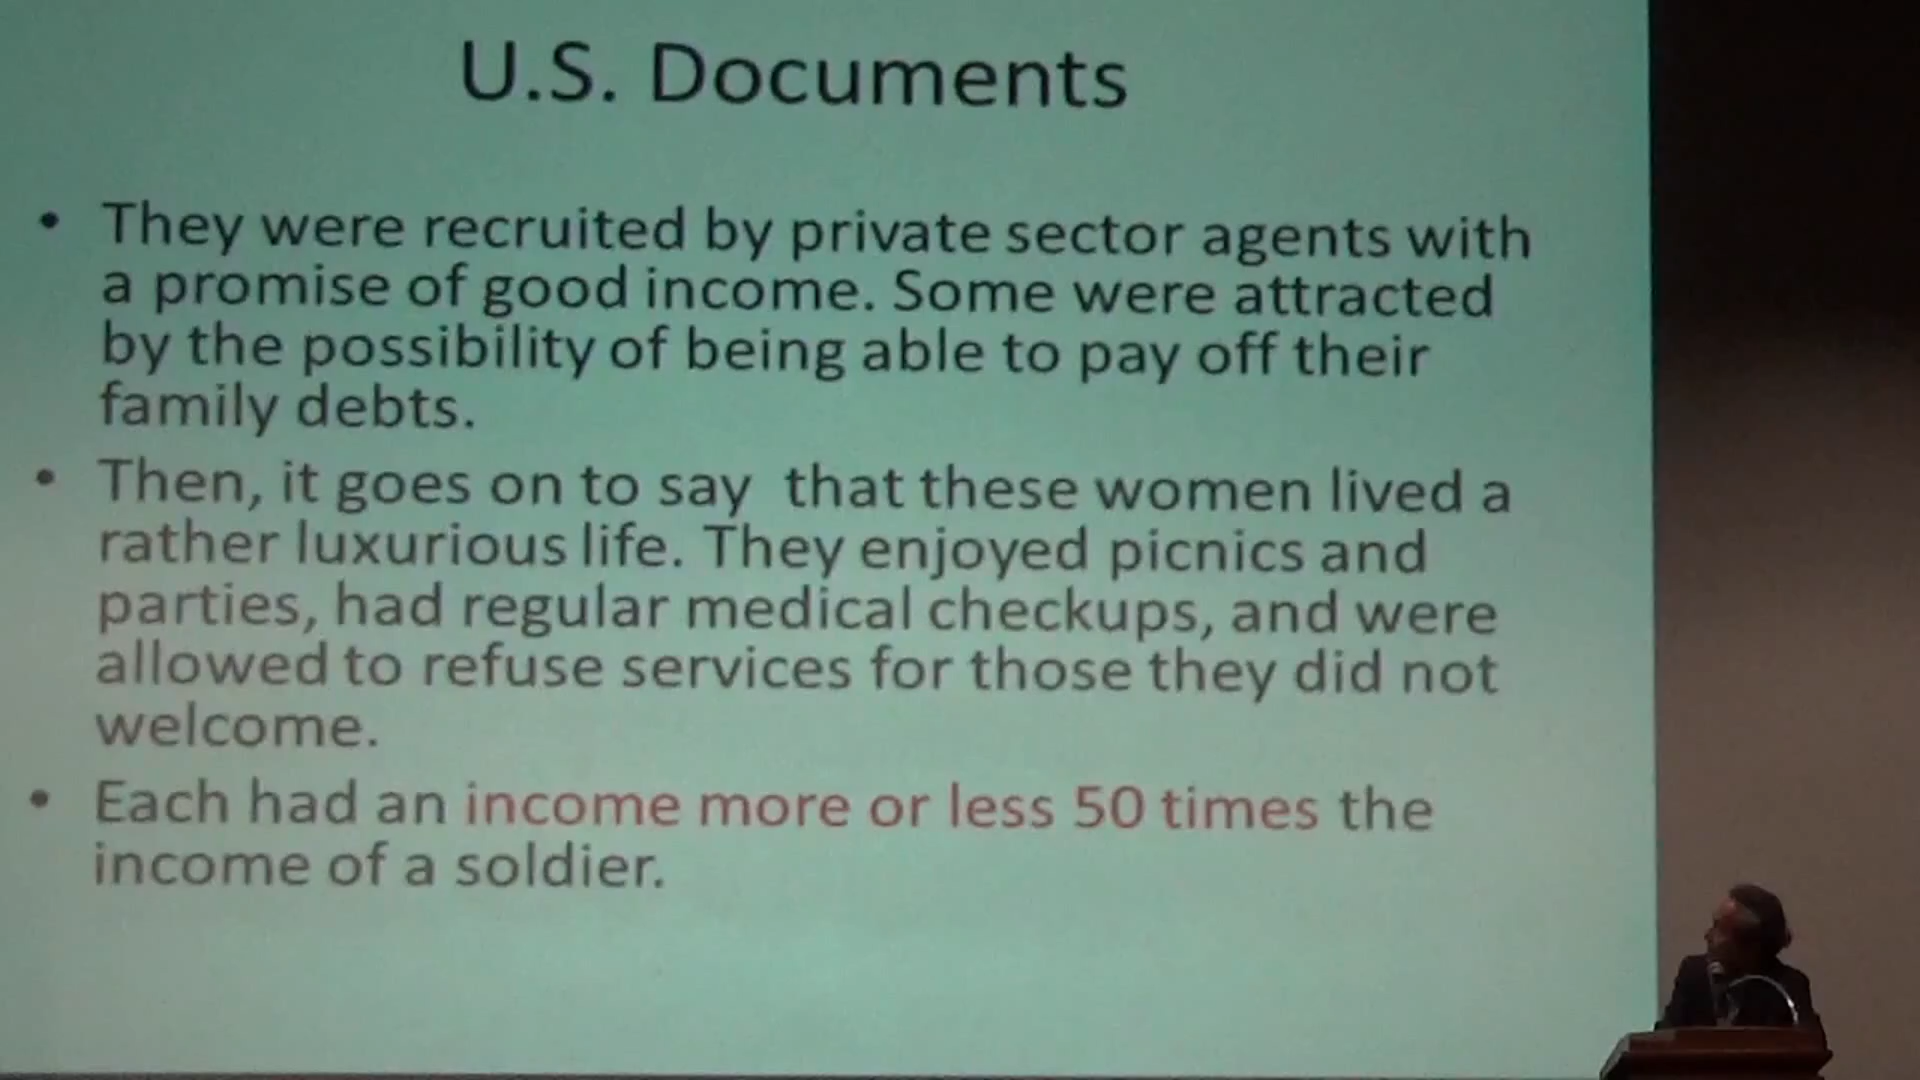 U.S. Documents
• They were recruited by private sector agents with
a promise of good income. Some were attracted
by the possibility of being able to pay off their
family debts.
• Then, it goes on to say that these women lived a
rather luxurious life. They enjoyed picnics and
parties, had regular medical checkups, and were
allowed to refuse services for those they did not
welcome.
• Each had an income more or less 50 times the
income of a soldier.